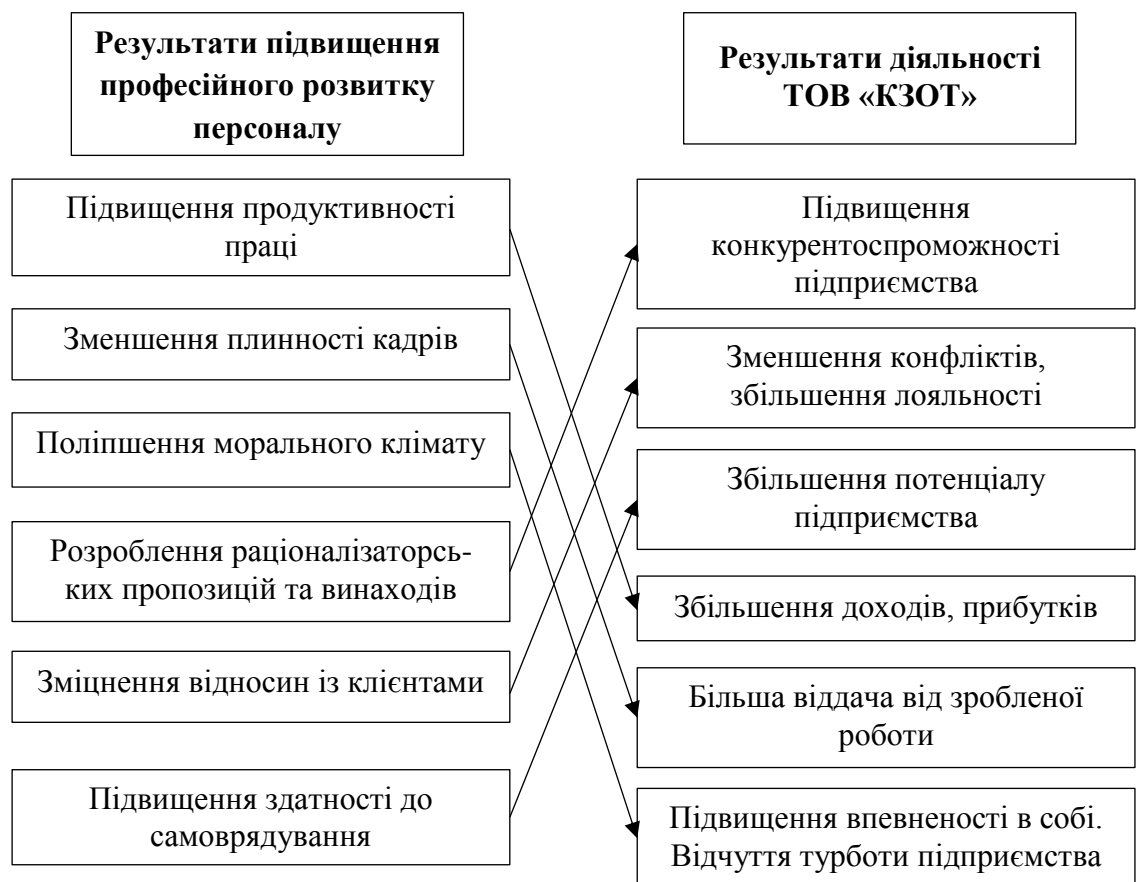 Результати підвищення
професійного розвитку
персоналу
Результати діяльності
ТОВ «КЗОТ»
Підвищення продуктивності
праці
Зменшення плинності кадрів
Поліпшення морального клімату
Розроблення раціоналізаторсь-
ких пропозицій та винаходів
Зміцнення відносин із клієнтами
Підвищення здатності до
самоврядування
Підвищення
конкурентоспроможності
підприємства
Зменшення конфліктів,
збільшення лояльності
Збільшення потенціалу
підприємства
Збільшення доходів, прибутків
Більша віддача від зробленої
роботи
Підвищення впевненості в собі.
Відчуття турботи підприємства